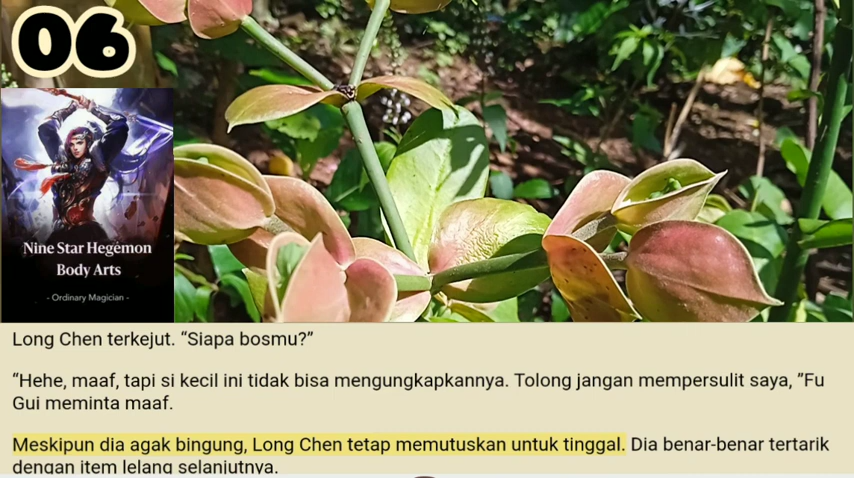 06
Nine Star Hegemon
Body Arts
- Ordinary Magician -
Long Chen terkejut. “Siapa bosmu?”
“Hehe, maaf, tapi si kecil ini tidak bisa mengungkapkannya. Tolong jangan mempersulit saya, ”Fu
Gui meminta maaf.
Meskipun dia agak bingung, Long Chen tetap memutuskan untuk tinggal. Dia benar-benar tertarik
dengan item lelang selanjutnya.